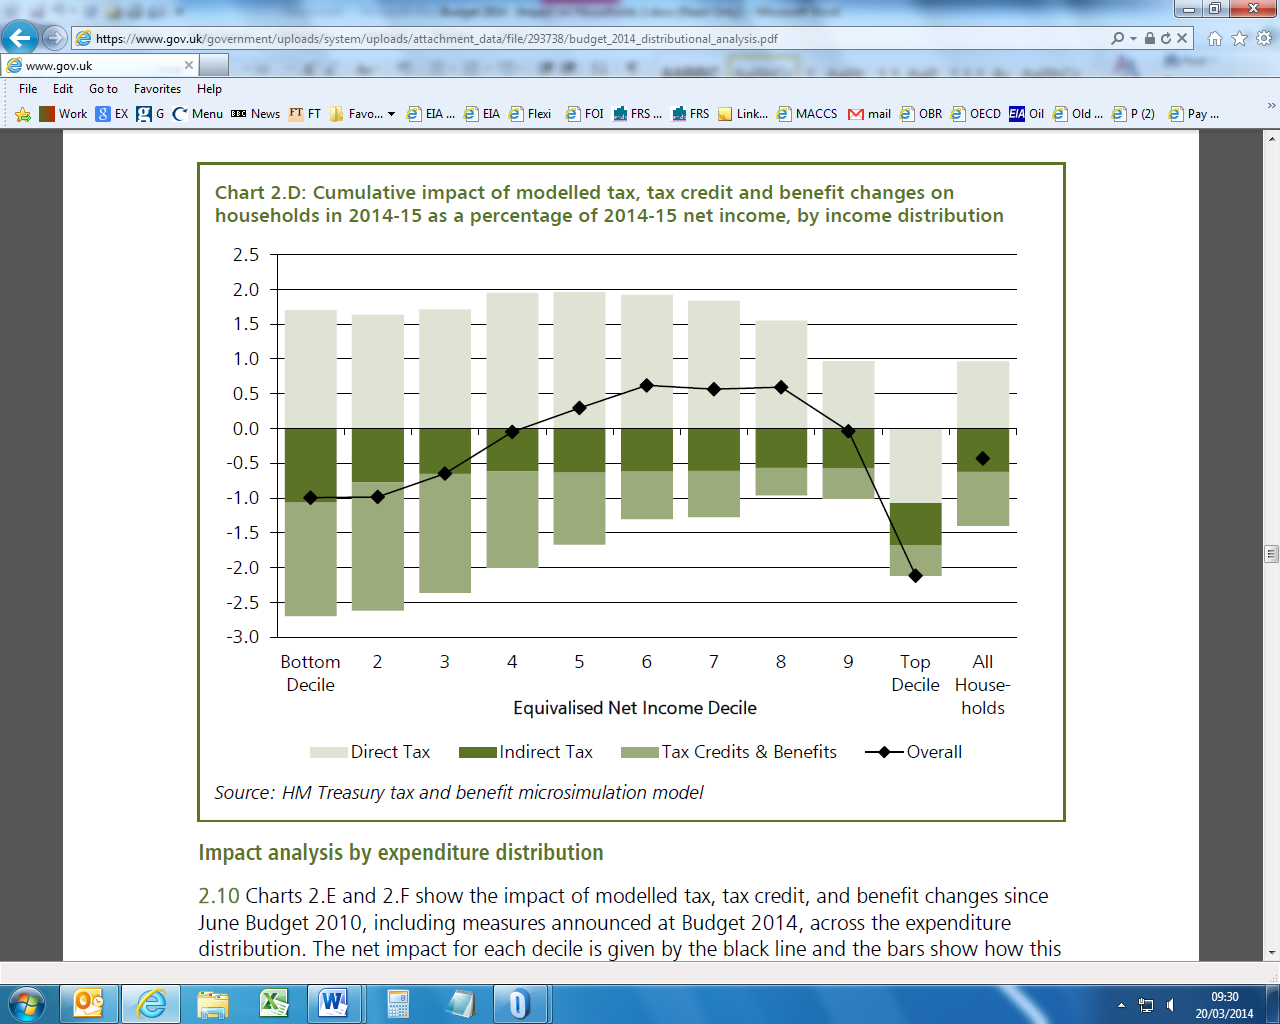 https://www.gov.uk/government/uploads/system/uploads/attachment_data/file/293738/budget_2014_distributional_analysis.pdf
www.gov.uk
File Edit Go to Favorites Help
Work EX G Menu BBC News FT FT Favo... EIA ... EIA Flexi FOI FRS ... FRS Link... MACCS mail OBR OECD EIA Oil Old ... P (2) Pay ...
Chart 2.D: Cumulative impact of modelled tax, tax credit and benefit changes on
households in 2014-15 as a percentage of 2014-15 net income, by income distribution
2.5
2.0
1.5
1.0
0.5
0.0
-0.5
-1.0
-1.5
-2.0
-2.5
-3.0
Bottom 2 3 4 5 6 7 8 9 Top All
Decile Decile House-
Equivalised Net Income Decile holds
Direct Tax Indirect Tax Tax Credits & Benefits Overall
Source: HM Treasury tax and benefit microsimulation model
Impact analysis by expenditure distribution
2.10 Charts 2.E and 2.F show the impact of modelled tax, tax credit, and benefit changes since
June Budget 2010, including measures announced at Budget 2014, across the expenditure
distribution. The net impact for each decile is given by the black line and the bars show how this
09:30
20/03/2014